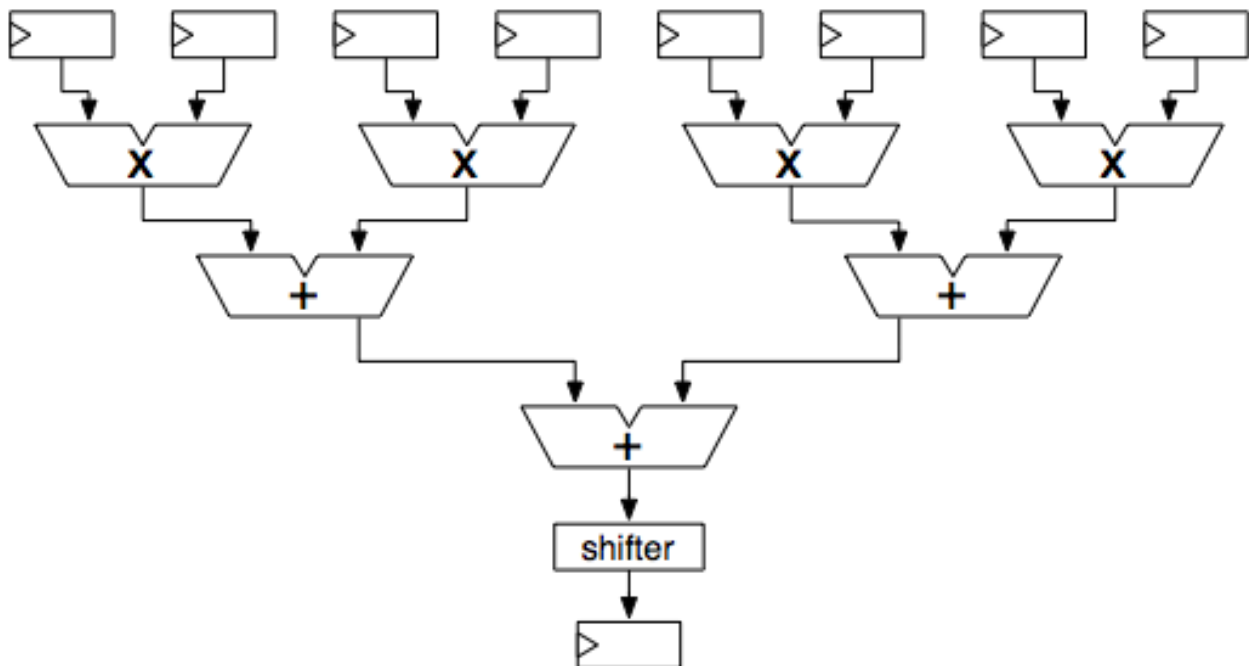 X X X X
+ +
+
shifter